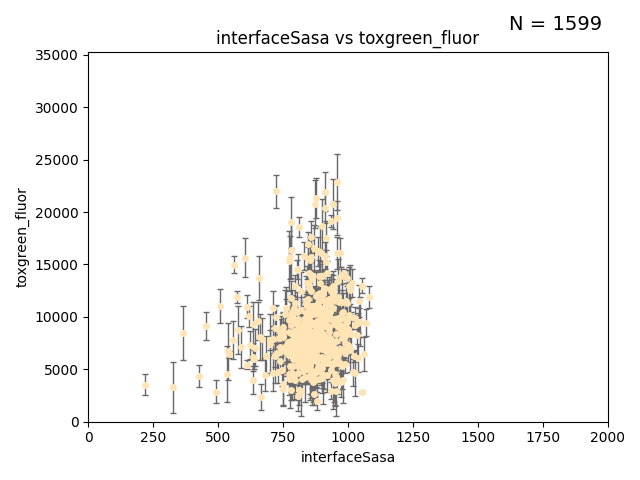 N = 1599
interfaceSasa vs toxgreen_fluor
35000
30000
25000
20000
15000
10000
5000
0
toxgreen_fluor
0 250 500 750 1000 1250 1500 1750 2000
interfaceSasa